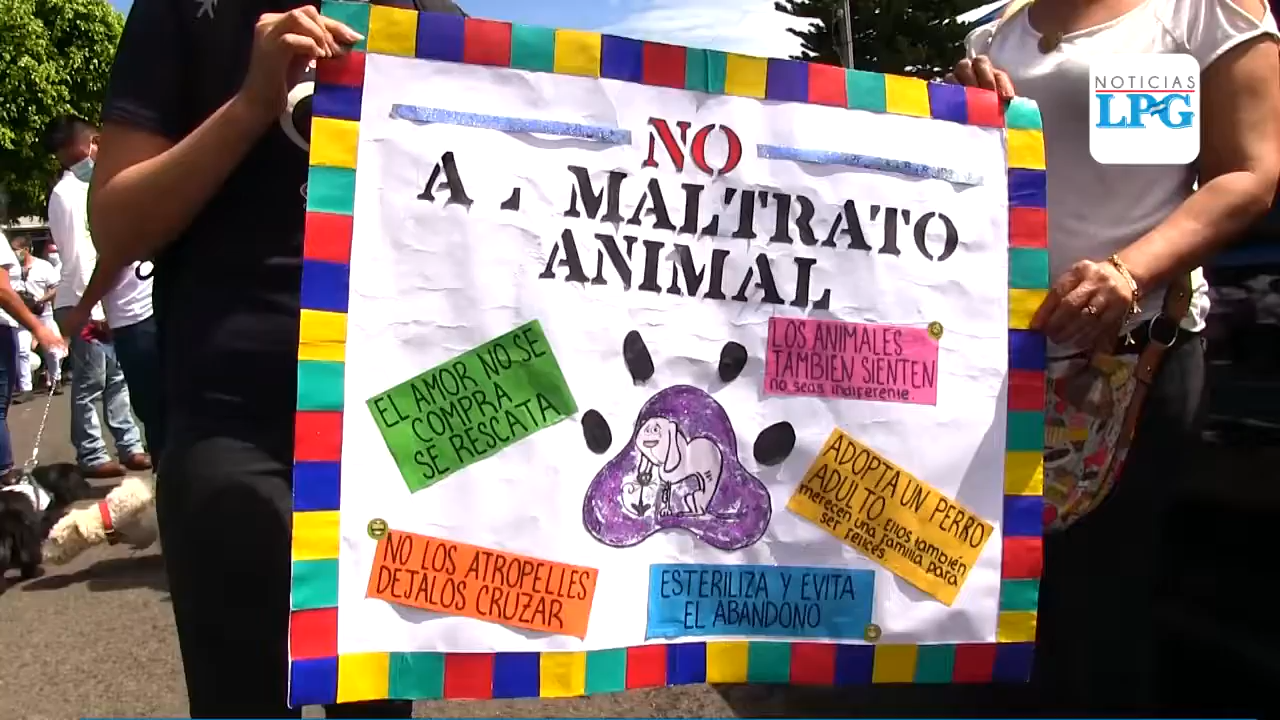 NOTICIAS
LPG
NO
A MALTRATO
ANIMAL
EL AMOR NO SE
COMPRA
SE RESCATA
LOS ANIMALES
TAMBIEN SIENTEN
no seas indiferente.
ADOPTA UN PERRO
ADULTO. Ellos también
merecen una familia para
ser felices.
NO LOS ATROPELLES
DEJALOS CRUZAR
ESTERILIZA Y EVITA
EL ABANDONO